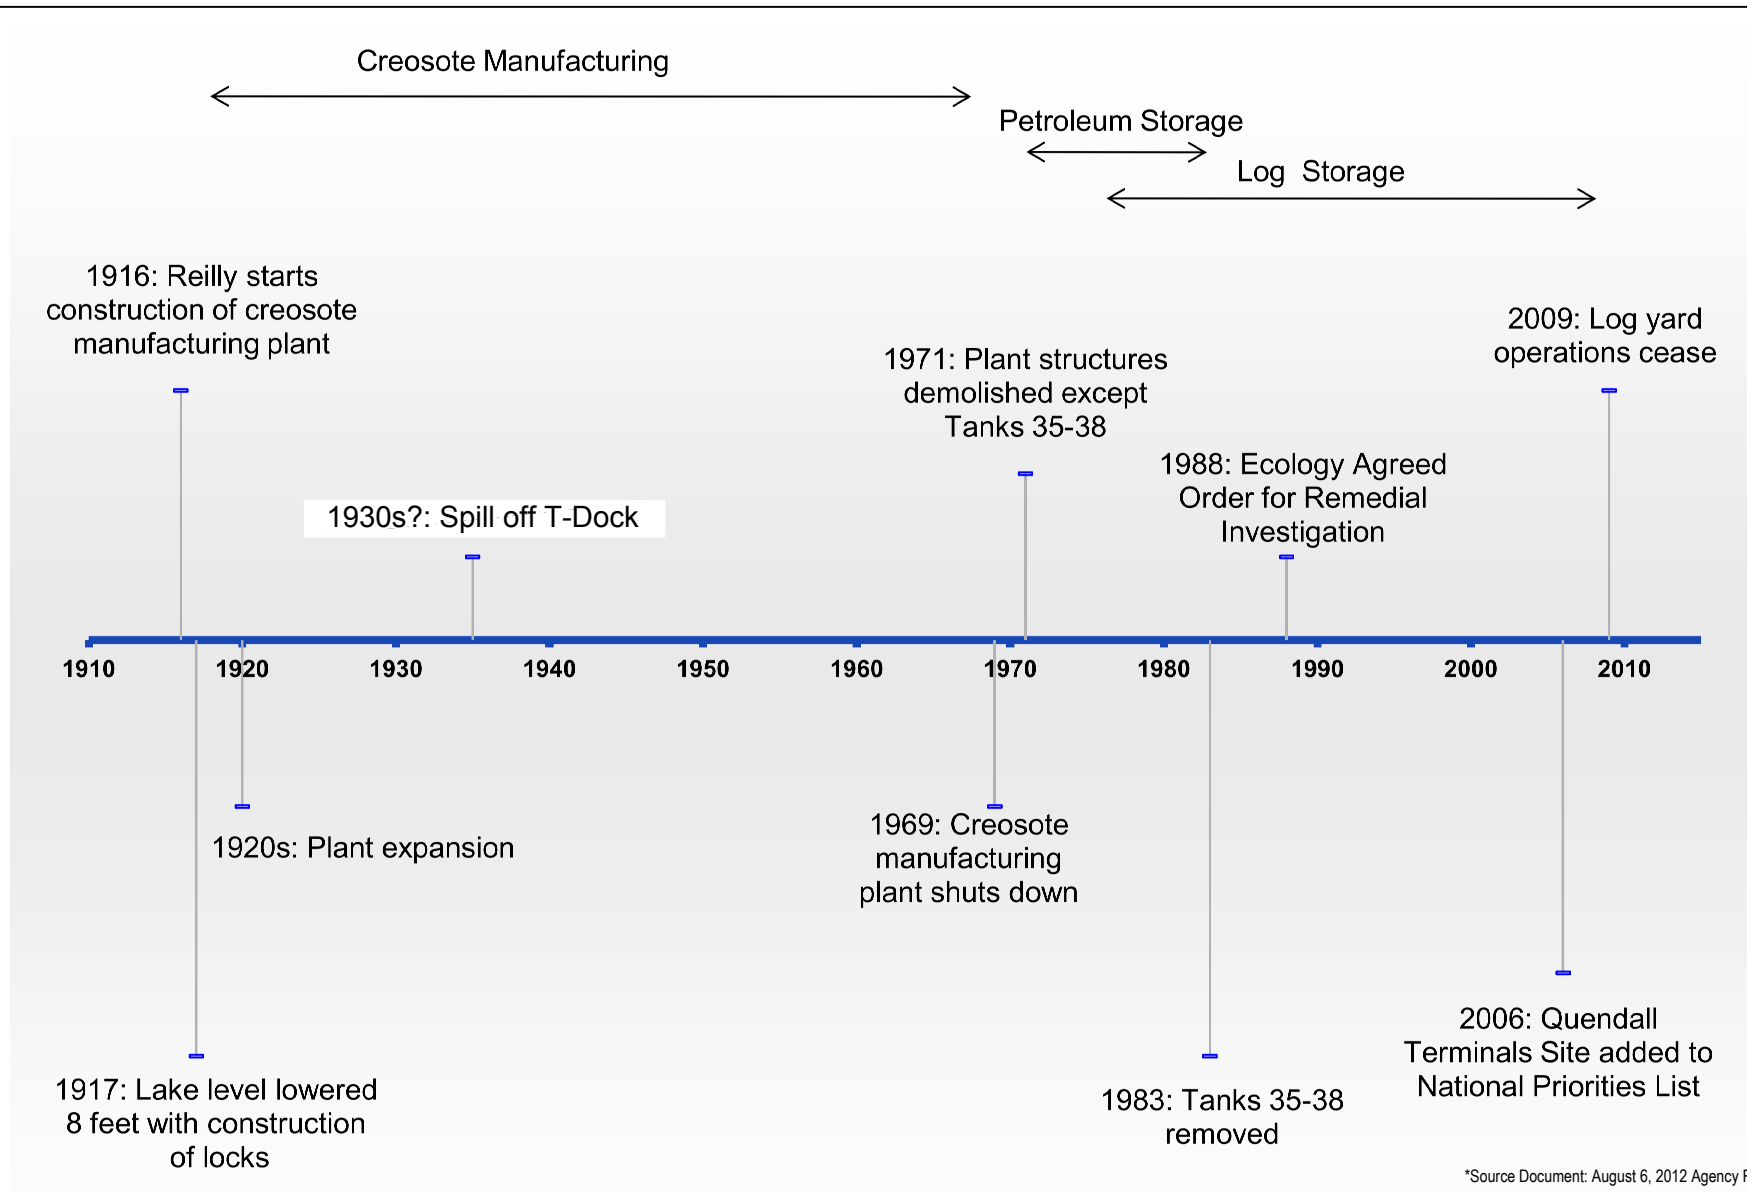 Creosote Manufacturing
Petroleum Storage
Log Storage
1916: Reilly starts
construction of creosote
manufacturing plant
2009: Log yard
operations cease
1971: Plant structures
demolished except
Tanks 35-38
1988: Ecology Agreed
Order for Remedial
Investigation
1930s?: Spill off T-Dock
1910 1920 1930 1940 1950 1960 1970 1980 1990 2000 2010
1920s: Plant expansion
1969: Creosote
manufacturing
plant shuts down
2006: Quendall
Terminals Site added to
National Priorities List
1917: Lake level lowered
8 feet with construction
of locks
1983: Tanks 35-38
removed
*Source Document: August 6, 2012 Agency